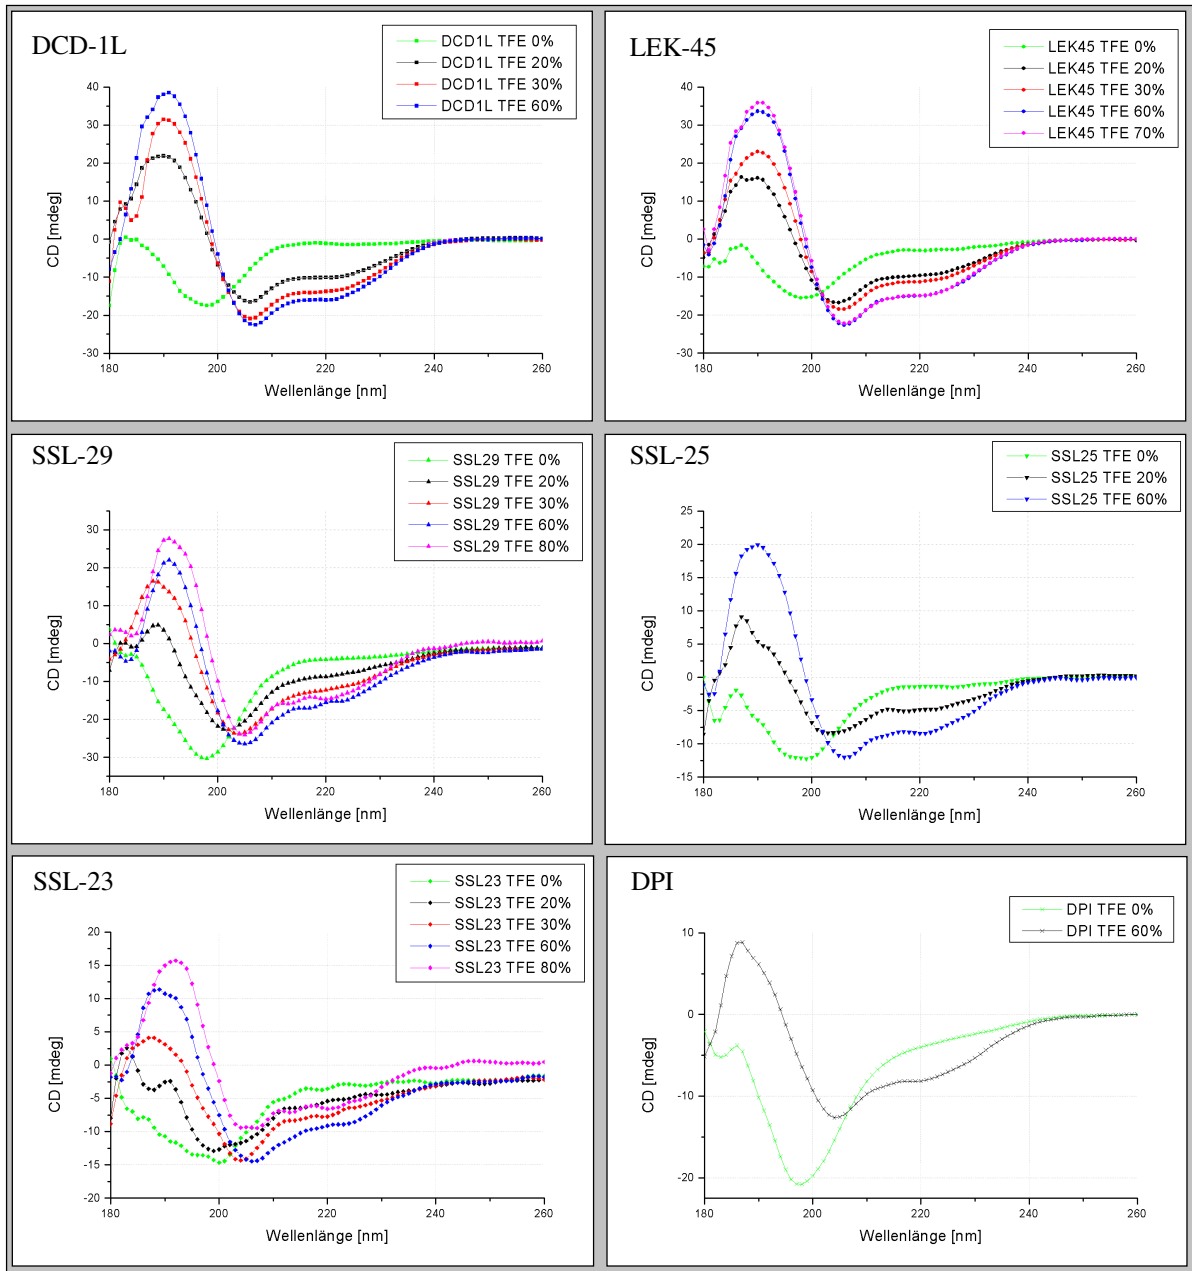 DCD-1L
DCD1L TFE 0%
DCD1L TFE 20%
DCD1L TFE 30%
DCD1L TFE 60%
40
30
20
10
0
-10
-20
-30
CD [mdeg]
180 200 220 240 260
Wellenlänge [nm]
LEK-45
LEK45 TFE 0%
LEK45 TFE 20%
LEK45 TFE 30%
LEK45 TFE 60%
LEK45 TFE 70%
40
30
20
10
0
-10
-20
-30
CD [mdeg]
180 200 220 240 260
Wellenlänge [nm]
SSL-29
SSL29 TFE 0%
SSL29 TFE 20%
SSL29 TFE 30%
SSL29 TFE 60%
SSL29 TFE 80%
30
20
10
0
-10
-20
-30
CD [mdeg]
180 200 220 240 260
Wellenlänge [nm]
SSL-25
SSL25 TFE 0%
SSL25 TFE 20%
SSL25 TFE 60%
25
20
15
10
5
0
-5
-10
-15
CD [mdeg]
180 200 220 240 260
Wellenlänge [nm]
SSL-23
SSL23 TFE 0%
SSL23 TFE 20%
SSL23 TFE 30%
SSL23 TFE 60%
SSL23 TFE 80%
20
15
10
5
0
-5
-10
-15
-20
CD [mdeg]
180 200 220 240 260
Wellenlänge [nm]
DPI
DPI TFE 0%
DPI TFE 60%
10
0
-10
-20
CD [mdeg]
180 200 220 240 260
Wellenlänge [nm]